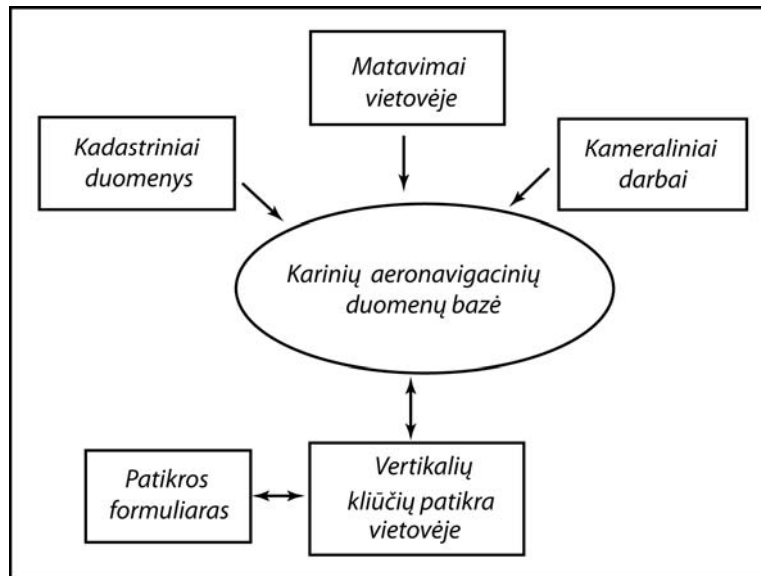 Matavimai
vietovėje
Kadastriniai
duomenys
Kameraliniai
darbai
Karinių aeronavigacinių
duomenų bazė
Patikros
formuliaras
Vertikalių
kliūčių patikra
vietovėje